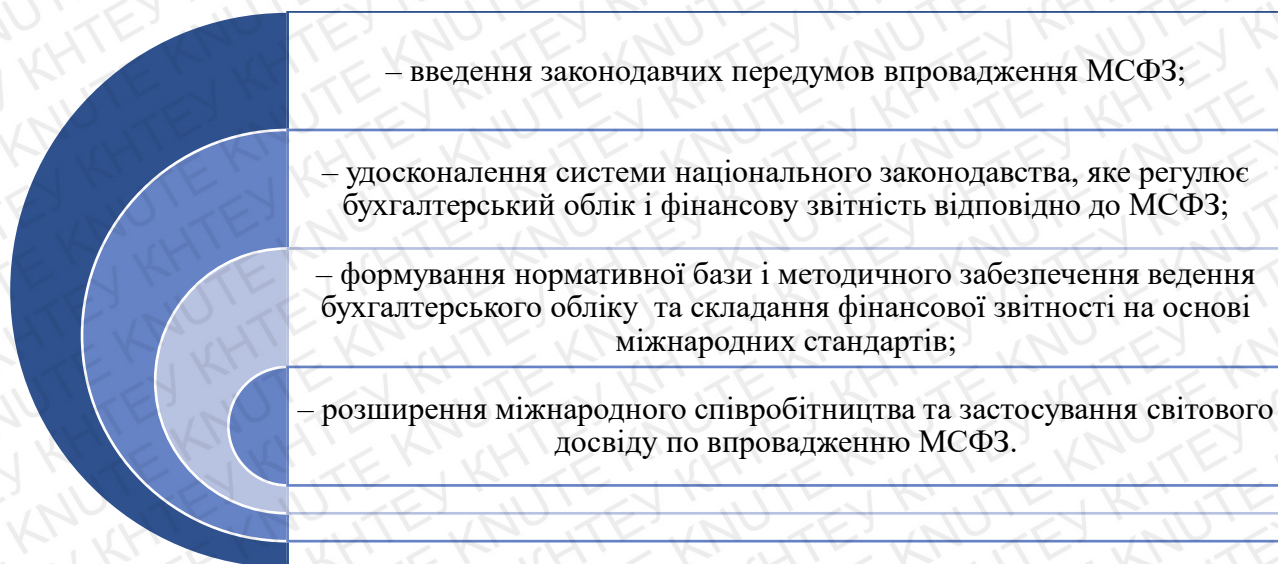 – введення законодавчих передумов впровадження МСФЗ;
– удосконалення системи національного законодавства, яке регулює
бухгалтерський облік і фінансову звітність відповідно до МСФЗ;
– формування нормативної бази і методичного забезпечення ведення
бухгалтерського обліку та складання фінансової звітності на основі
міжнародних стандартів;
– розширення міжнародного співробітництва та застосування світового
досвіду по впровадженню МСФЗ.